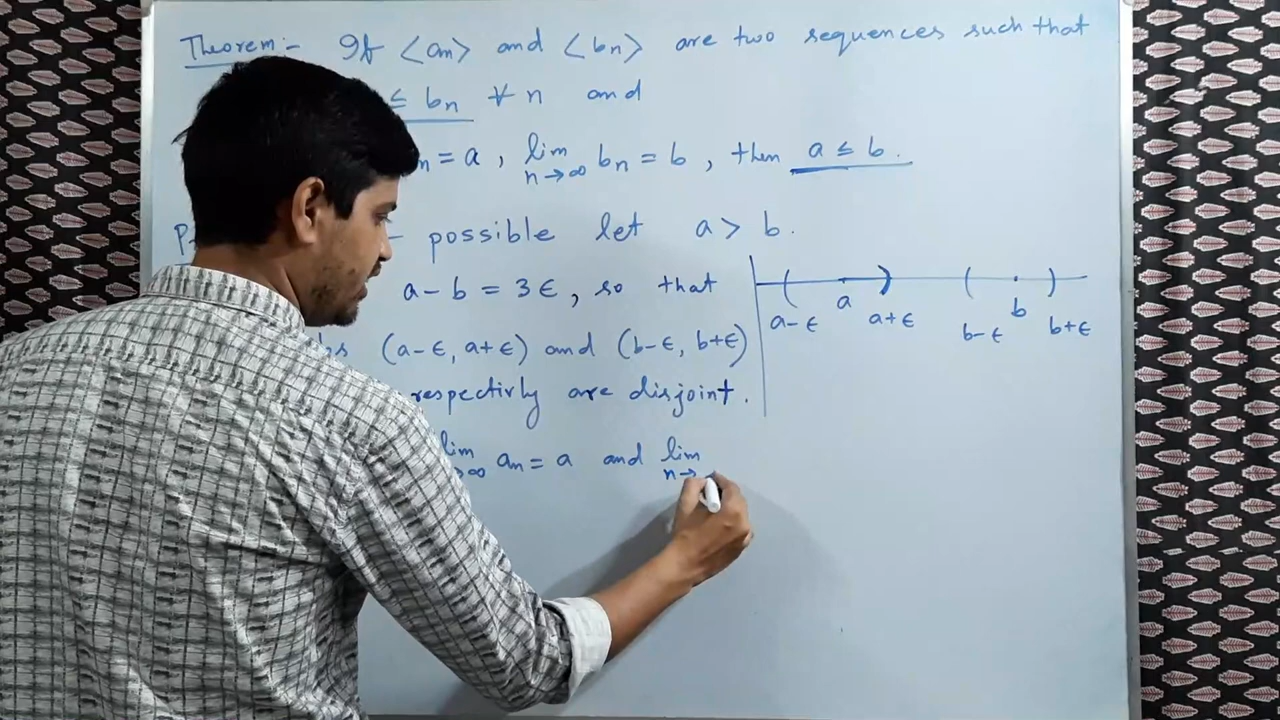 Theorem:- If <an> and <bn> are two sequences such that
≤ bn ∀ n and
n = a, lim n→∞ bn = b, then a ≤ b.
possible let a > b.
a - b = 3ϵ, so that
(a-ϵ, a+ϵ) and (b-ϵ, b+ϵ)
respectivly are disjoint.
lim →∞ an = a and lim n→
a-ϵ a a+ϵ b-ϵ b b+ϵ